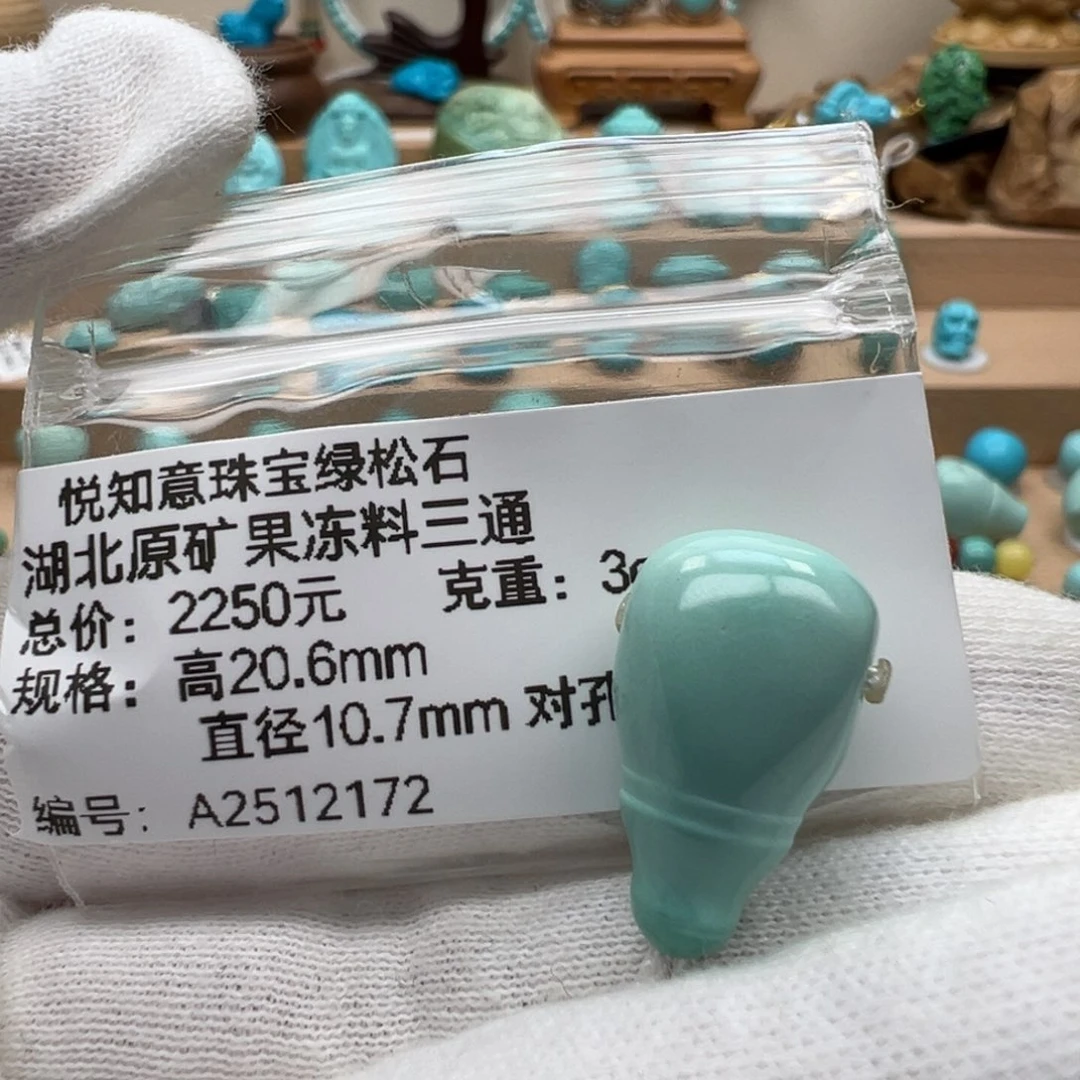 悦知意珠宝绿松石
湖北原矿果冻料三通
总价：2250元 克重：3
规格：高20.6mm
直径10.7mm 对孔
编号：A2512172